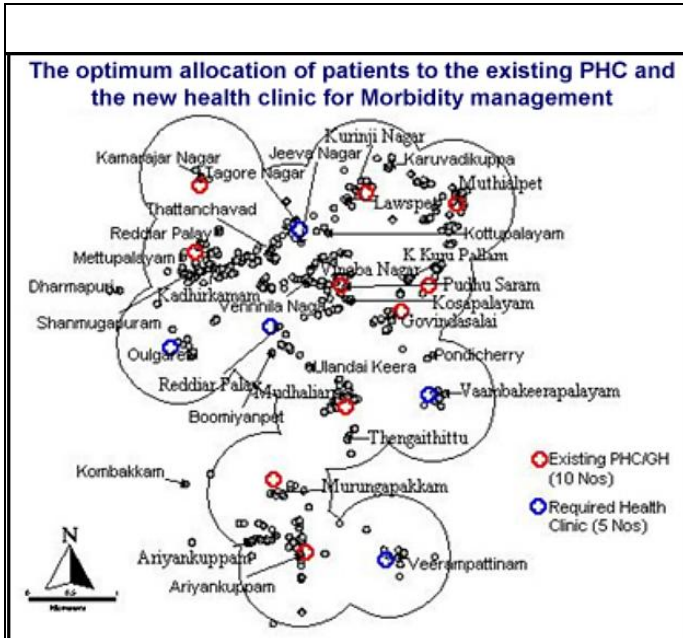 The optimum allocation of patients to the existing PHC and
the new health clinic for Morbidity management
Kurinji Nagar
Jeeva Nagar
Kamarajar Nagar
Karuvadikuppa
Tagore Nagar
Muthialpet
Lawspet
Thattanchavad
Reddiar Palay
Kottupalayam
Mettupalayam
K Kuru Pallam
Vinoba Nagar
Dharmapuri
Pudhu Saram
Kadhirkamam
Kosapalayam
Vennnila Nagar
Shanmugapuram
Govindasalai
Oulgaret
Pondicherry
Ulandai Keera
Reddiar Palay
Mudhaliar
Vaambakeerapalayam
Boomiyanpet
Thengaithittu
Existing PHC/GH
(10 Nos)
Kombakkam
Murungapakkam
Required Health
Clinic (5 Nos)
N
Ariyankuppam
Veerampattinam
Ariyankuppam